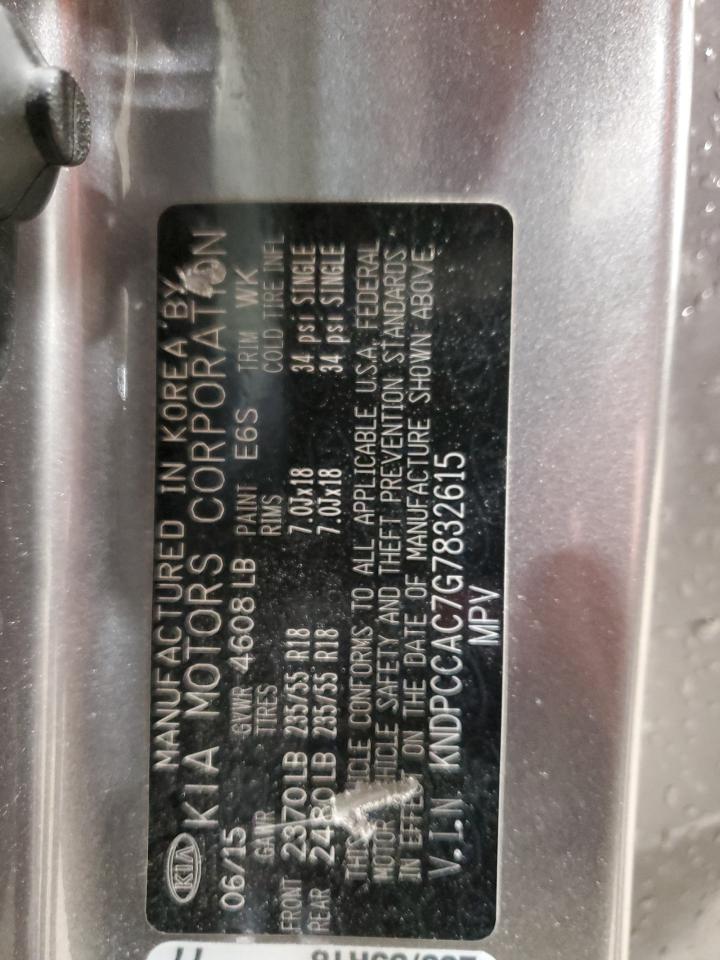 KIA
MANUFACTURED IN KOREA BY
KIA MOTORS CORPORATION
06/15 GVWR 4608 LB PAINT E6S TRIM WK
GAWR TIRES RIMS COLD TIRE INFL
FRONT 2370 LB 235/55 R18 7.0Jx18 34 psi SINGLE
REAR 2480 LB 235/55 R18 7.0Jx18 34 psi SINGLE
THIS VEHICLE CONFORMS TO ALL APPLICABLE U.S.A. FEDERAL
MOTOR VEHICLE SAFETY AND THEFT PREVENTION STANDARDS
IN EFFECT ON THE DATE OF MANUFACTURE SHOWN ABOVE.
V.I.N KNDPCCAC7G7832615
MPV